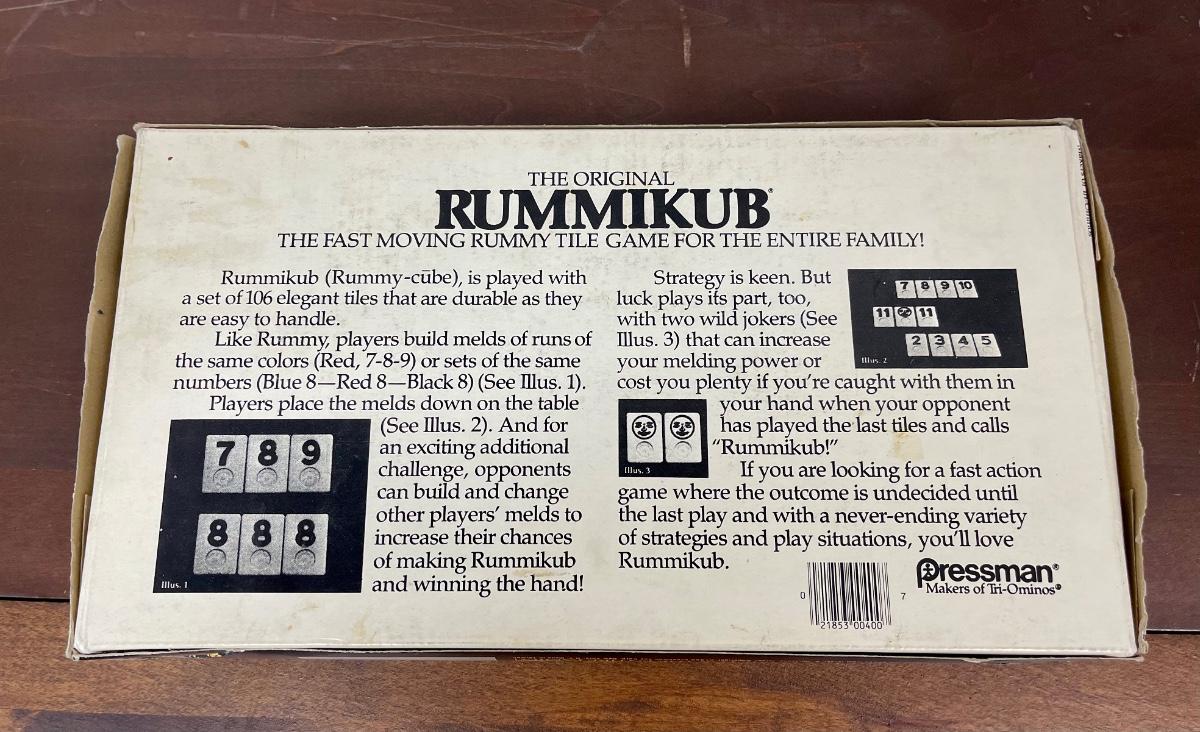 THE ORIGINAL
RUMMIKUB®
THE FAST MOVING RUMMY TILE GAME FOR THE ENTIRE FAMILY!
Rummikub (Rummy-cūbe), is played with
a set of 106 elegant tiles that are durable as they
are easy to handle.
Like Rummy, players build melds of runs of
the same colors (Red, 7-8-9) or sets of the same
numbers (Blue 8—Red 8—Black 8) (See Illus. 1).
Players place the melds down on the table
(See Illus. 2). And for
an exciting additional
challenge, opponents
can build and change
other players' melds to
increase their chances
of making Rummikub
and winning the hand!
7 8 9
8 8 8
Illus. 1
Strategy is keen. But
luck plays its part, too,
with two wild jokers (See
Illus. 3) that can increase
your melding power or
cost you plenty if you're caught with them in
your hand when your opponent
has played the last tiles and calls
"Rummikub!"
If you are looking for a fast action
game where the outcome is undecided until
the last play and with a never-ending variety
of strategies and play situations, you'll love
Rummikub.
7 8 9 10
11 11
2 3 4 5
Illus. 2
Illus. 3
0 21853 00400 7
Pressman®
Makers of Tri-Ominos®